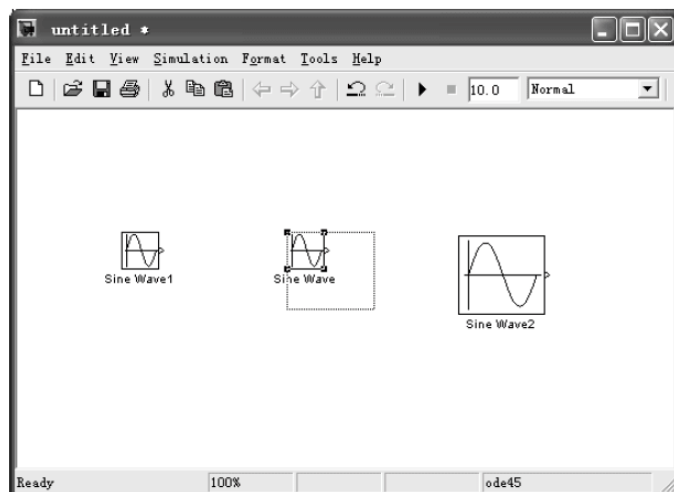 untitled *
File Edit View Simulation Format Tools Help
10.0 Normal
Sine Wave1 Sine Wave
Sine Wave2
Ready 100% ode45